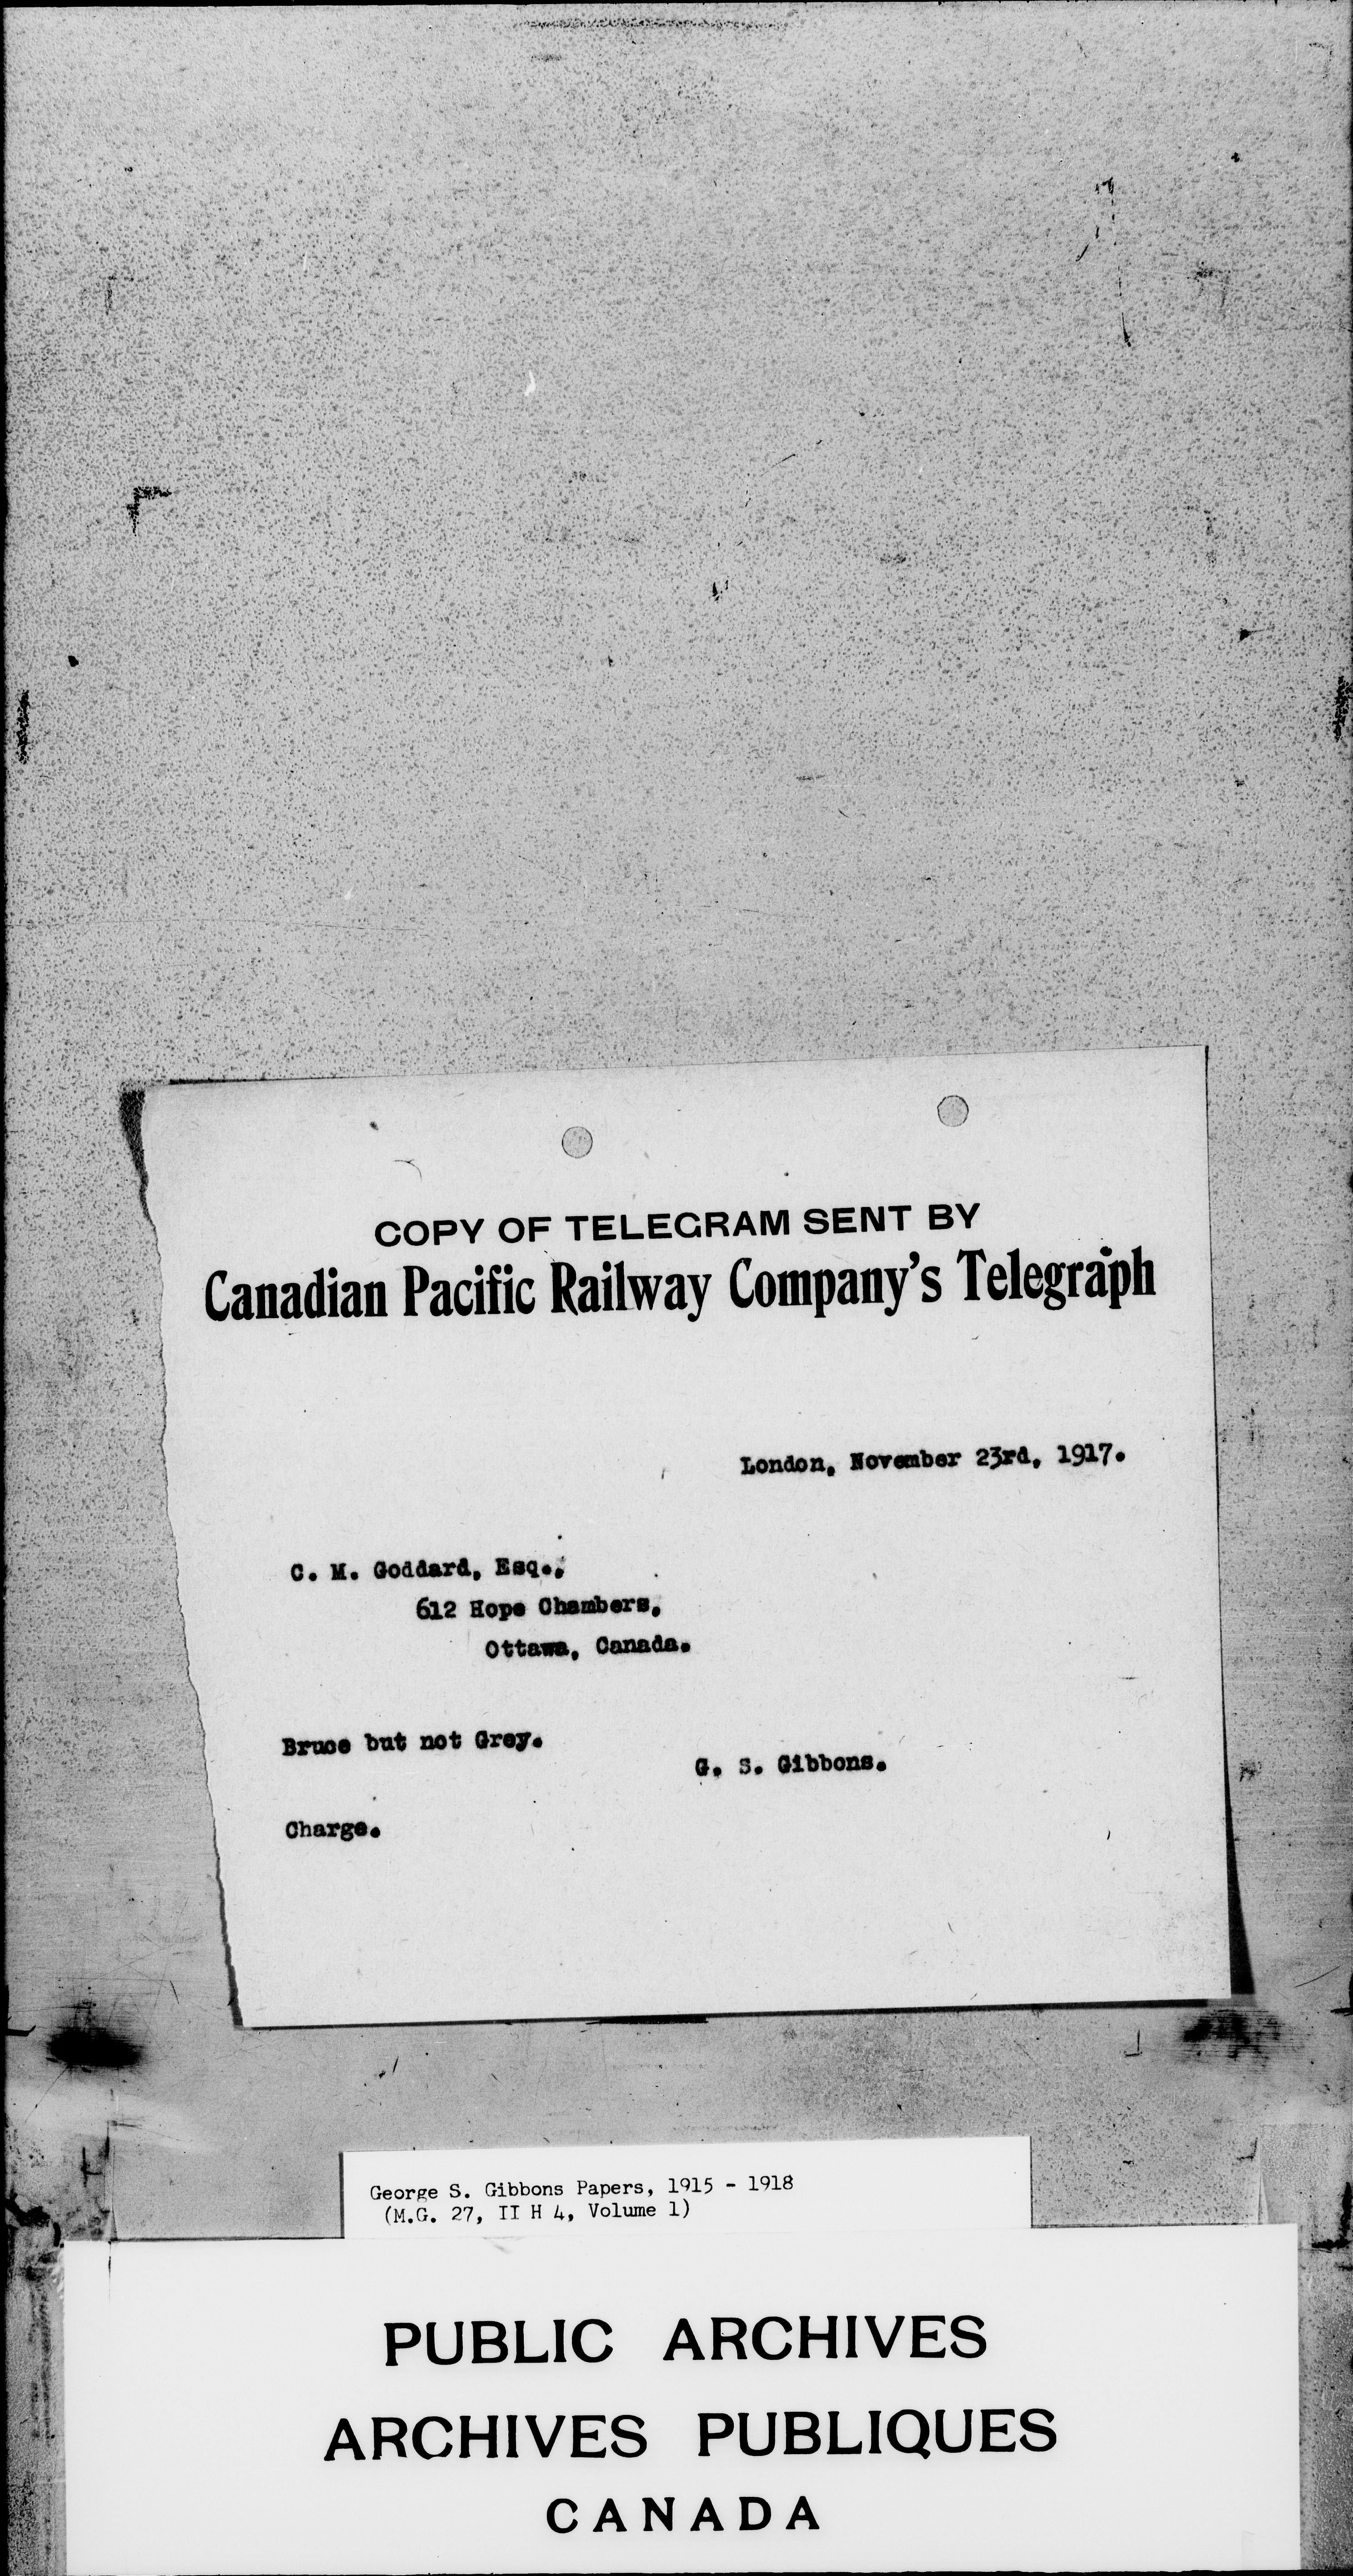 COPY OF TELEGRAM SENT BY
Canadian Pacific Railway Company's Telegraph
London, November 23rd, 1917.
C. M. Goddard, Esq.,
612 Hope Chambers,
Ottawa, Canada.
Bruce but not Grey.
G. S. Gibbons.
Charge.
George S. Gibbons Papers, 1915 - 1918
(M.G. 27, II H 4, Volume 1)
PUBLIC ARCHIVES
ARCHIVES PUBLIQUES
CANADA